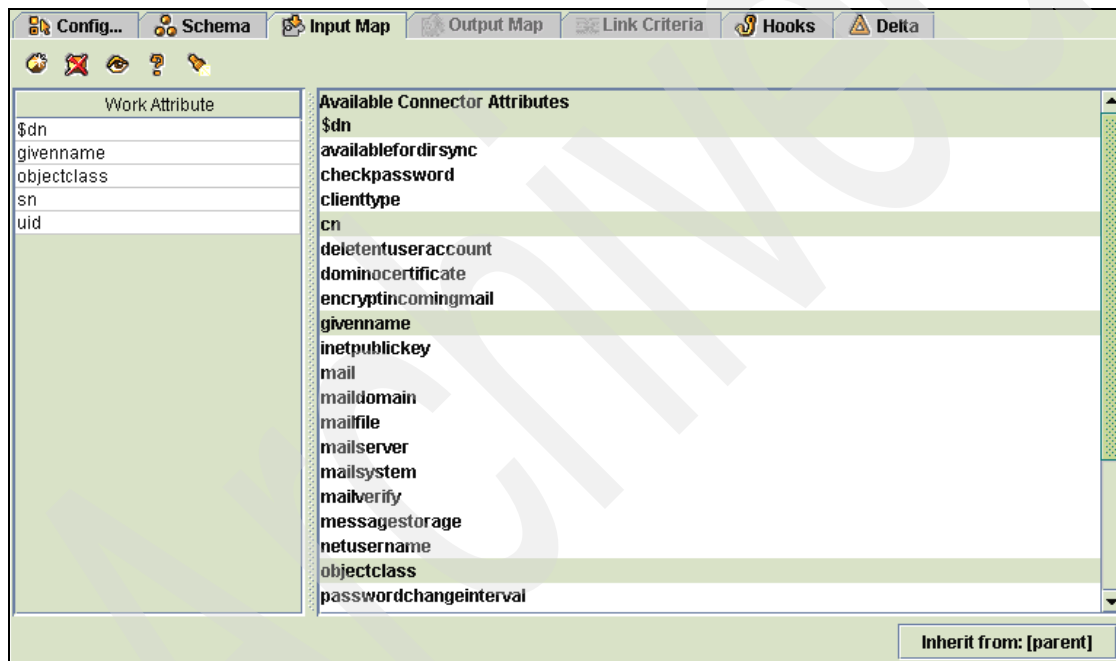 Config... Schema Input Map Output Map Link Criteria Hooks Delta
Work Attribute
$dn
givenname
objectclass
sn
uid
Available Connector Attributes
$dn
availablefordirsync
checkpassword
clienttype
cn
deletentuseraccount
dominocertificate
encryptincomingmail
givenname
inetpublickey
mail
maildomain
mailfile
mailserver
mailsystem
mailverify
messagestorage
netusername
objectclass
passwordchangeinterval
Inherit from: [parent]